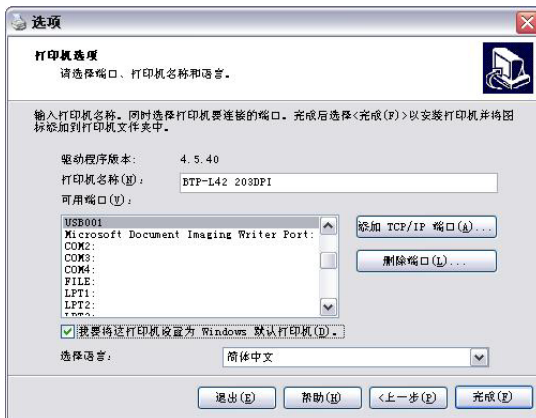 选项
打印机选项
请选择端口、打印机名称和语言。
输入打印机名称。同时选择打印机要连接的端口。完成后选择<完成(F)>以安装打印机并将图
标添加到打印机文件夹中。
驱动程序版本: 4.5.40
打印机名称(N): BTP-L42 203DPI
可用端口(V):
USB001
Microsoft Document Imaging Writer Port:
COM2:
COM3:
COM4:
FILE:
LPT1:
LPT2:
添加 TCP/IP 端口(A)...
删除端口(L)...
我要将这打印机设置为 Windows 默认打印机(D)。
选择语言: 简体中文
退出(E) 帮助(H) <上一步(P) 完成(F)